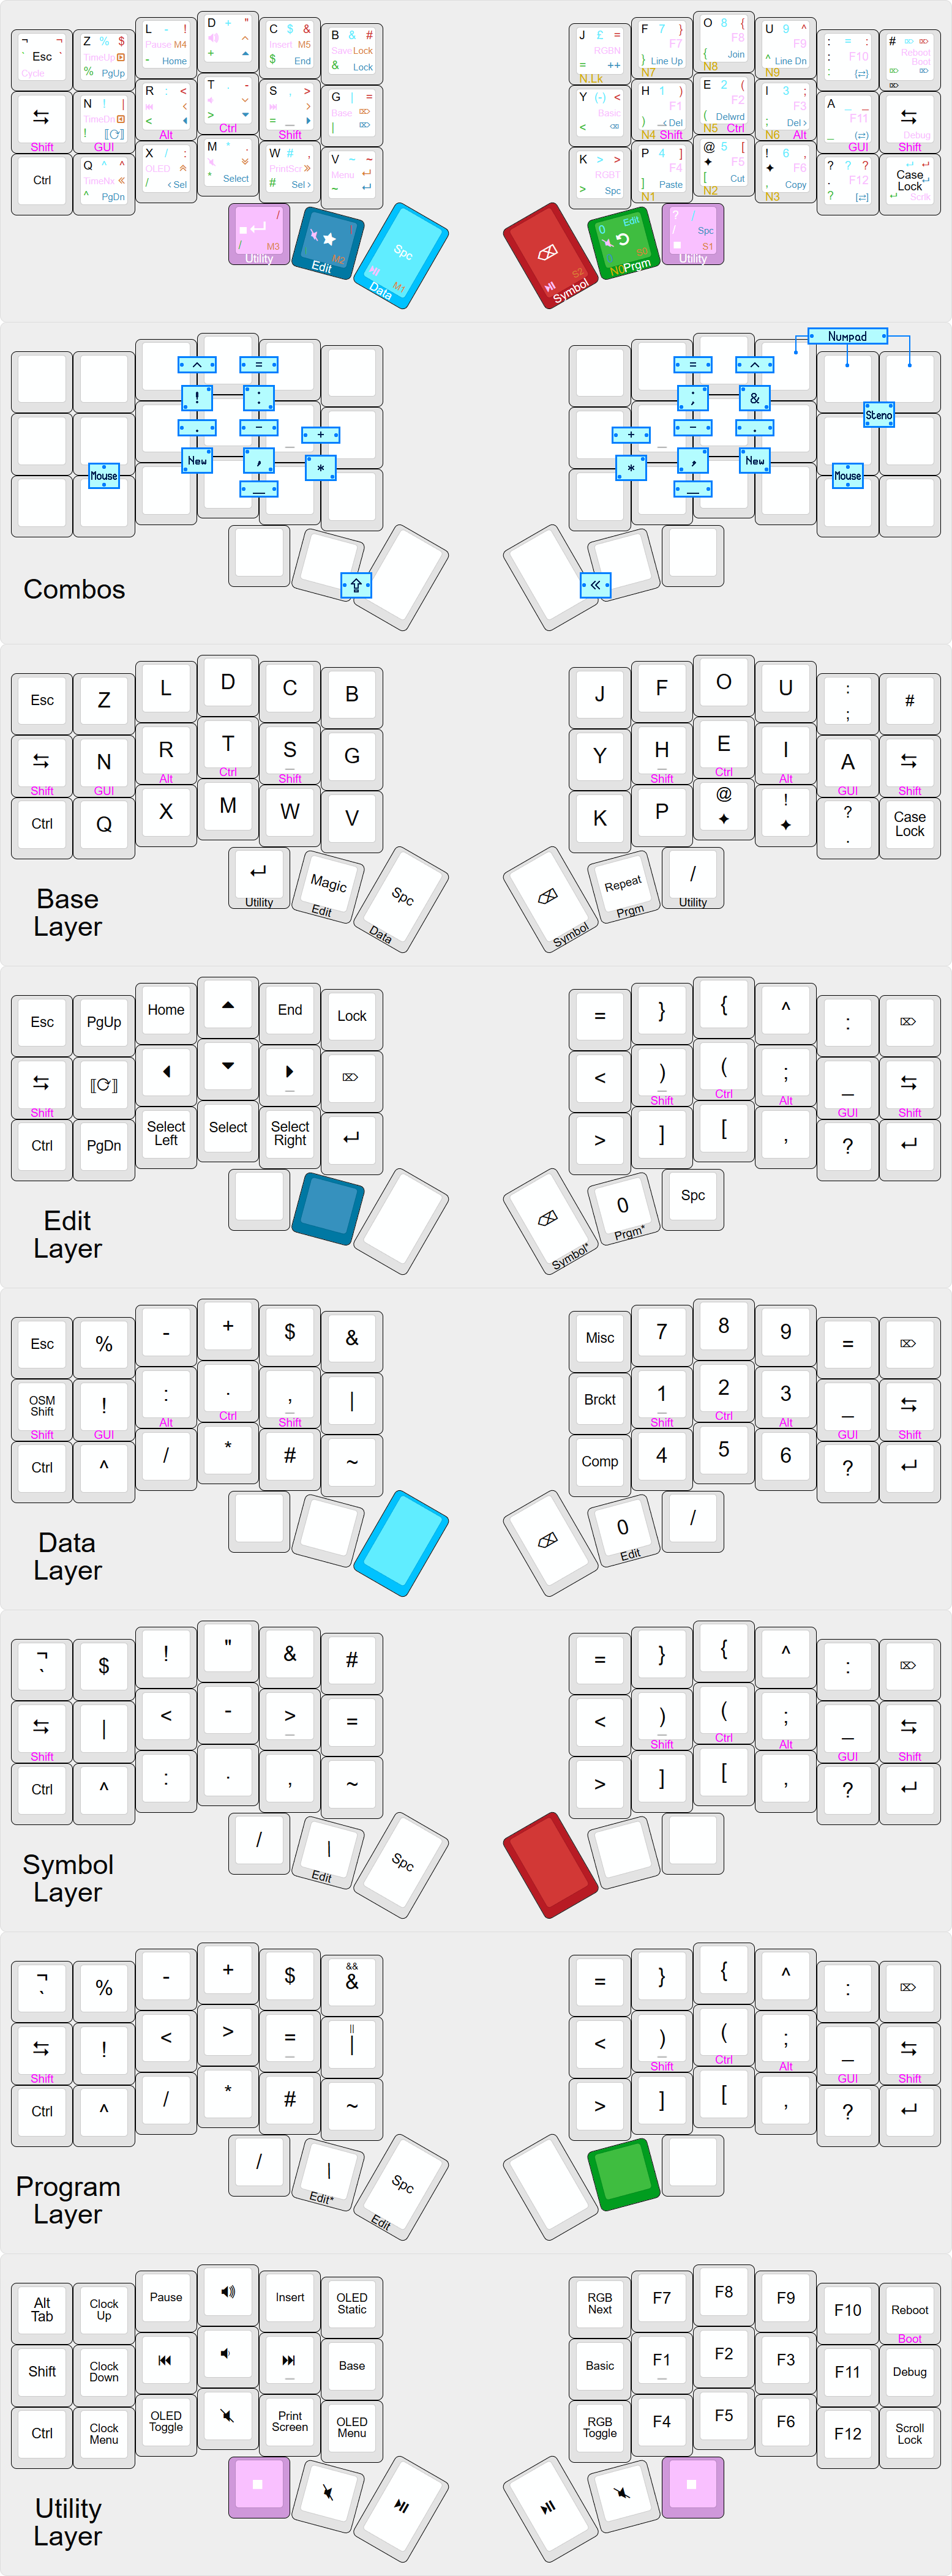 ¬ ¬
Esc
` `
Cycle
Z % $
TimeUp
% PgUp
L - !
Pause M4
- Home
D + "
^
+
C $ &
Insert M5
$ End
B & #
Save Lock
& Lock
J £ =
RGBN
= ++
N.Lk
F 7 }
F7
} Line Up
N7
O 8 {
F8
{ Join
N8
U 9 ^
F9
^ Line Dn
N9
: = :
: F10
; (⇄)
# ⌦ ⌦
Reboot
Boot
⌦ ⌦
⌦
⇆
Shift
N ! |
TimeDn
! [⟳]
GUI
R : <
⏮ <
<
Alt
T . -
>
Ctrl
S , >
⏭ >
= _
Shift
G | =
Base ⌦
| ⌦
Y (-) <
Basic
< ⌫
H 1 )
F1
) _< Del
N4 Shift
E 2 (
F2
( Delwrd
N5 Ctrl
I 3 ;
F3
; Del >
N6 Alt
A _ _
F11
_ (⇄)
GUI
⇆
Debug
Shift
Ctrl
Q ^ ^
TimeNx «
^ PgDn
X / :
OLED
/ < Sel
M * .
* Select
W # ,
PrntScr »
# Sel >
V ~ ~
Menu ↵
~ ↵
K > >
RGBT
> Spc
P 4 ]
F4
] Paste
N1
@ 5 [
✦ F5
[ Cut
N2
! 6 ,
✦ F6
, Copy
N3
? ? ?
. F12
? [⇄]
↵ ↵
Case
Lock ↵
↵ Scrlk
/
■ ↵
/ M3
Utility
★
M2
Edit
Spc
⏯ M1
Data
⌫
⏯ S2
Symbol
0 Edit
N0 Prgm
? /
/ Spc
■ S1
Utility
Numpad
^ = = ^
! : ; &
Steno
. - + + - .
Mouse New , * * , New Mouse
_ _
⇧ «
Combos
Esc Z L D C B J F O U : ; #
⇆ N R T S G Y H E I A ⇆
Shift GUI Alt Ctrl Shift Shift Ctrl Alt GUI Shift
Ctrl Q X M W V K P @ ✦ ! ✦ ? . Case Lock
↵ Magic Spc ⌫ Repeat /
Utility Edit Data Symbol Prgm Utility
Base
Layer
Esc PgUp Home ▲ End Lock = } { ^ : ⌦
⇆ [⟳] ◀ ▼ ▶ ⌦ < ) ( ; _ ⇆
Shift Shift Ctrl Alt GUI Shift
Ctrl PgDn Select Left Select Select Right ↵ > ] [ , ? ↵
⌫ 0 Spc
Symbol* Prgm*
Edit
Layer
Esc % - + $ & Misc 7 8 9 = ⌦
OSM Shift ! : . , | Brckt 1 2 3 _ ⇆
Shift GUI Alt Ctrl Shift Shift Ctrl Alt GUI Shift
Ctrl ^ / * # ~ Comp 4 5 6 ? ↵
⌫ 0 /
Edit
Data
Layer
¬ ` $ ! " & # = } { ^ : ⌦
⇆ | < - > = < ) ( ; _ ⇆
Shift Shift Ctrl Alt GUI Shift
Ctrl ^ : . , ~ > ] [ , ? ↵
/ | Spc
Edit
Symbol
Layer
¬ ` % - + $ && & = } { ^ : ⌦
⇆ ! < > = || | < ) ( ; _ ⇆
Shift Shift Ctrl Alt GUI Shift
Ctrl ^ / * # ~ > ] [ , ? ↵
/ | Spc
Edit* Edit
Program
Layer
Alt Tab Clock Up Pause Insert OLED Static RGB Next F7 F8 F9 F10 Reboot
Boot
Shift Clock Down ⏮ ⏭ Base Basic F1 F2 F3 F11 Debug
Ctrl Clock Menu OLED Toggle Print Screen OLED Menu RGB Toggle F4 F5 F6 F12 Scroll Lock
■ ⏯ ⏯ ■
Utility
Layer